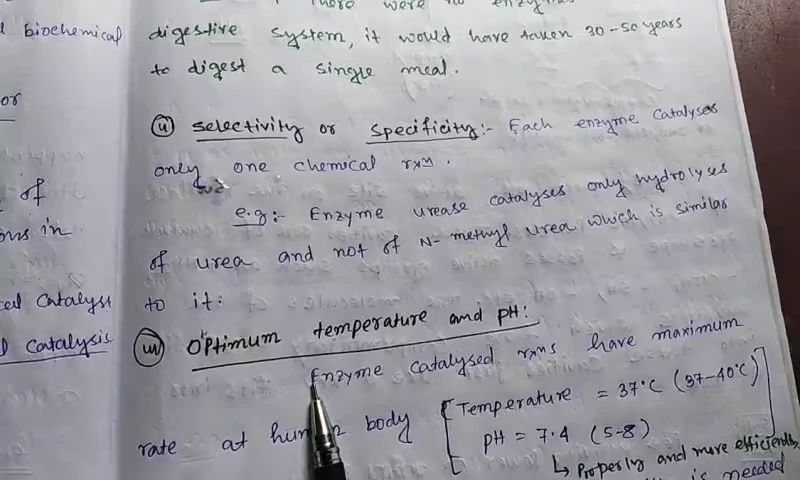 There were no enzyms
biochemical
digestive system, it would have taken 30-50 years
to digest a single meal.
or
(ii) Selectivity or Specificity:- Each enzyme catalyses
only one chemical rxn.
of
e.g:- Enzyme urease catalyses only hydrolyses
ons in
of urea and not of N-methyl urea which is similar
to it:
Catalyst
Catalysis
(iii) Optimum temperature and pH:
Enzyme catalysed rxns have maximum
rate at human body [Temperature = 37°C (37-40°C)]
pH = 7.4 (5-8)
↳ Properly and more efficiently
is needed